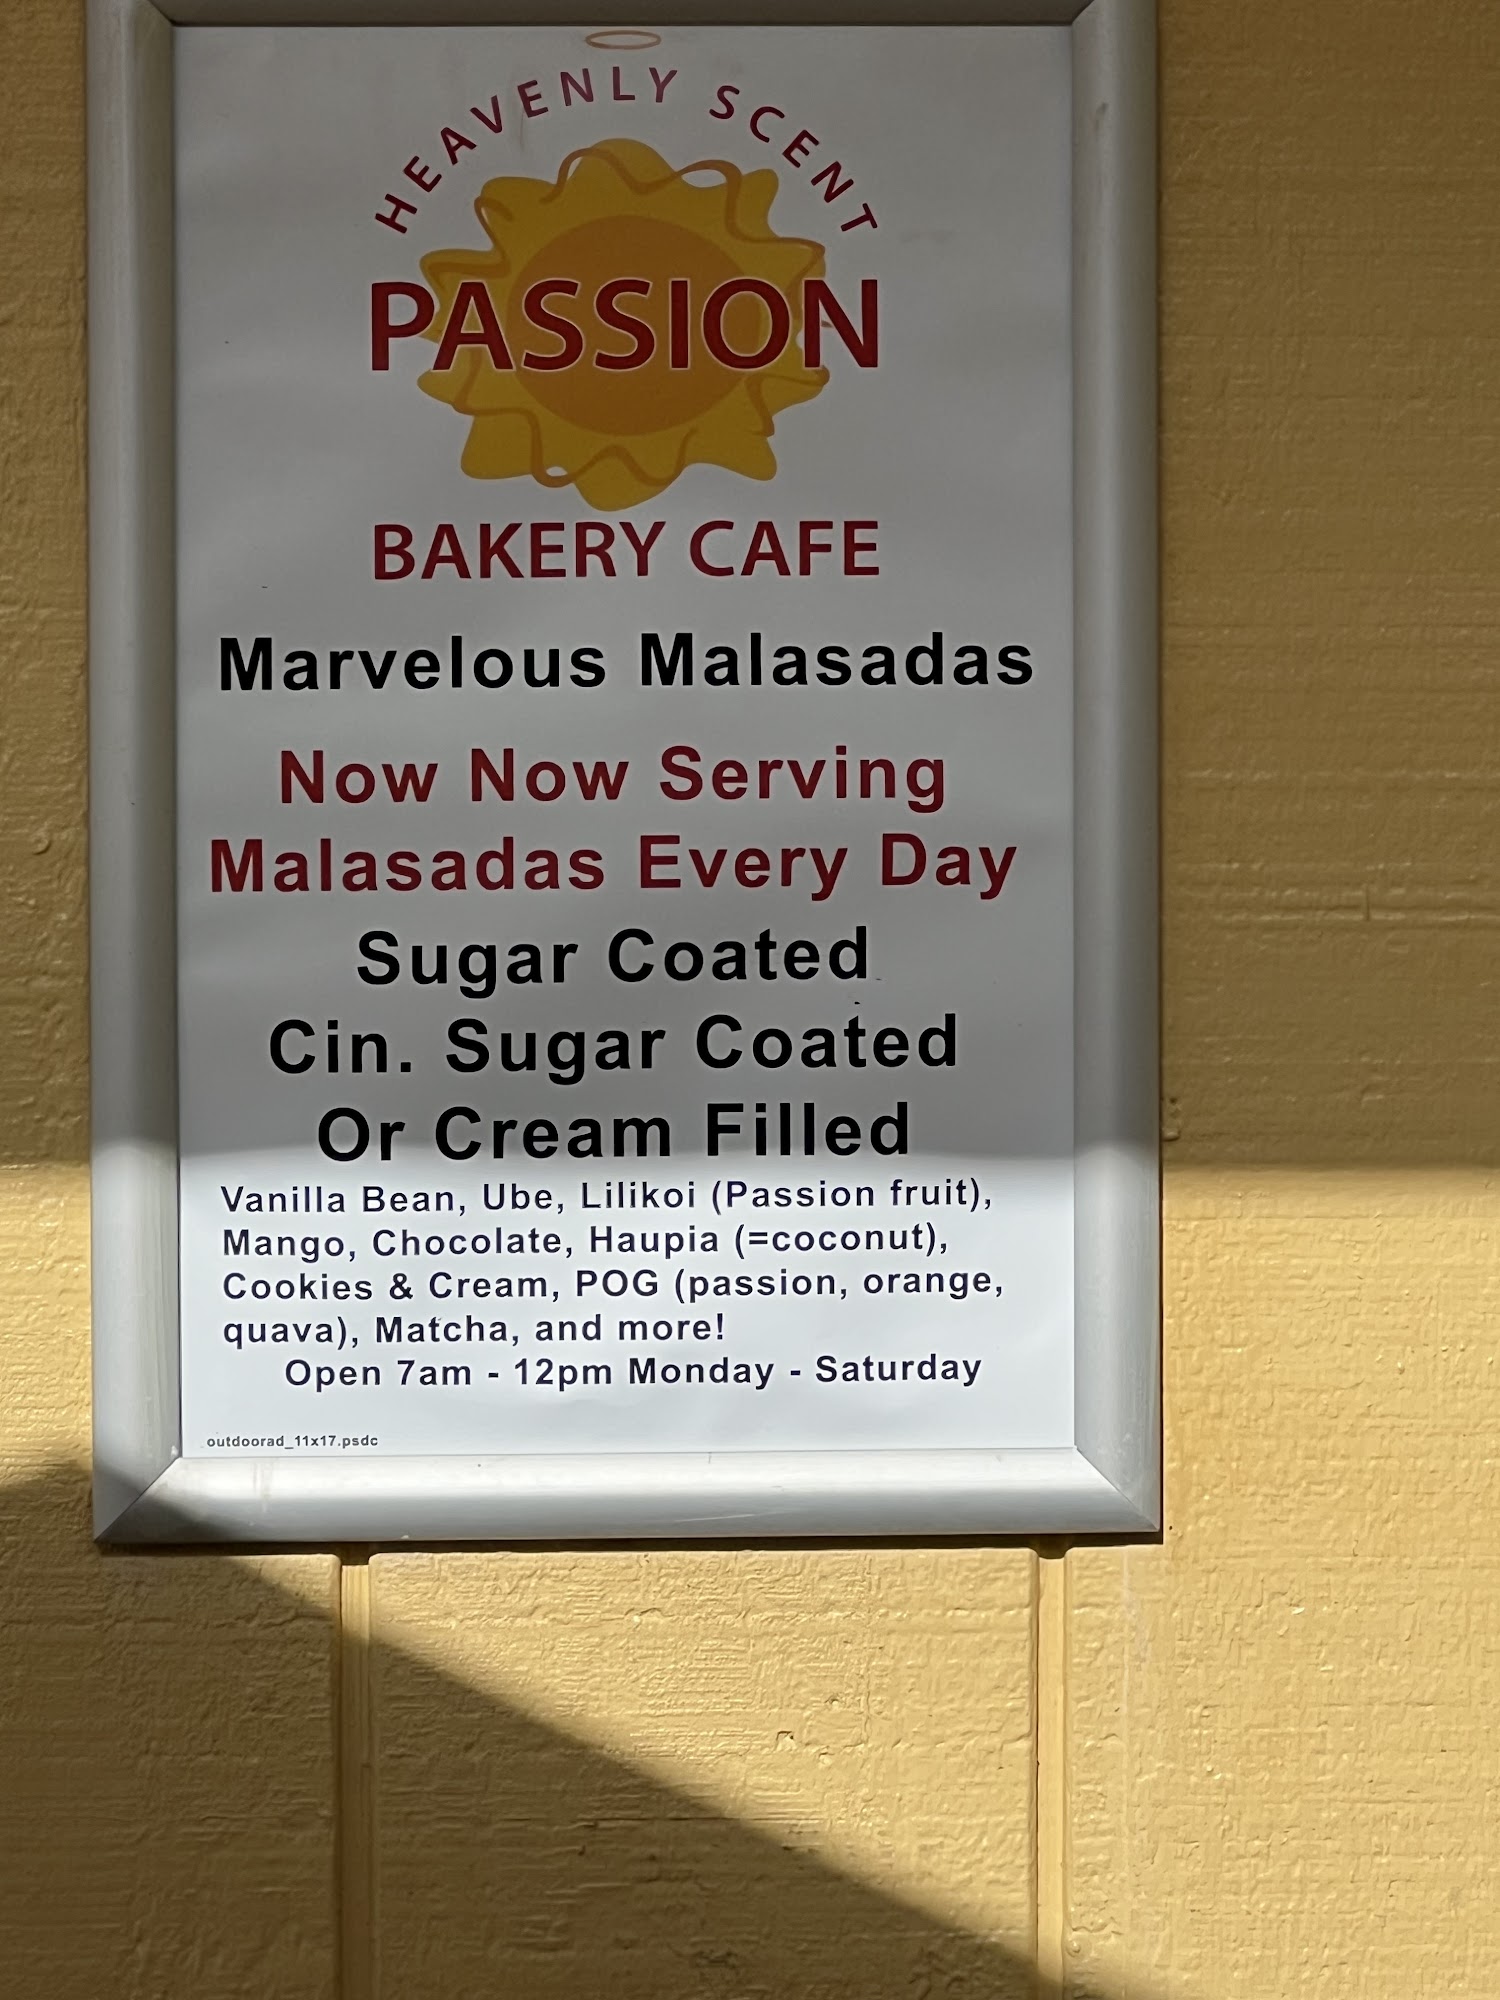 HEAVENLY SCENT
PASSION
BAKERY CAFE
Marvelous Malasadas
Now Now Serving
Malasadas Every Day
Sugar Coated
Cin. Sugar Coated
Or Cream Filled
Vanilla Bean, Ube, Lilikoi (Passion fruit),
Mango, Chocolate, Haupia (=coconut),
Cookies & Cream, POG (passion, orange,
quava), Matcha, and more!
Open 7am - 12pm Monday - Saturday
outdoorad_11x17.psdc